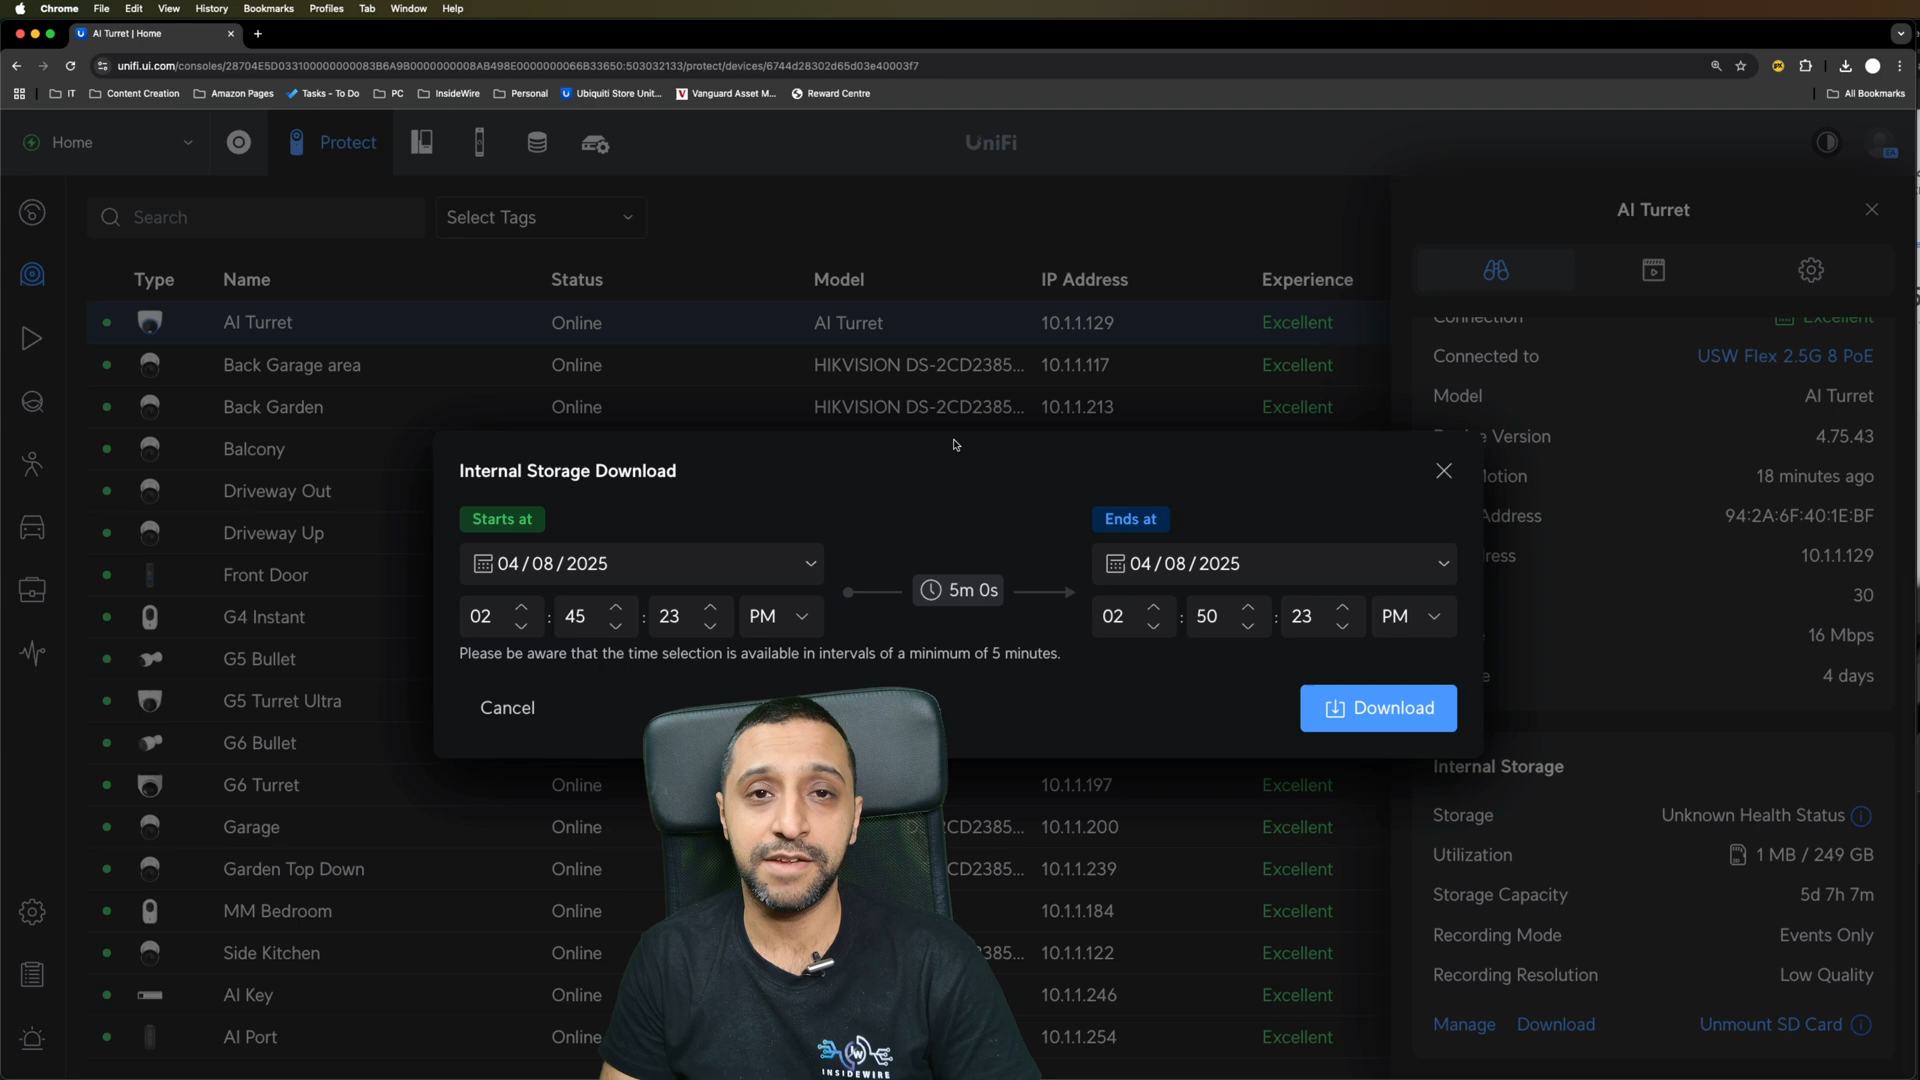 Chrome File Edit View History Bookmarks Profiles Tab Window Help
AI Turret | Home
unifi.ui.com/consoles/28704E5D0331000000000083B6A9B0000000008AB498E0000000066B33650:503032133/protect/devices/6744d28302d65d03e40003f7
IT Content Creation Amazon Pages Tasks - To Do PC InsideWire Personal Ubiquiti Store Unit... Vanguard Asset M... Reward Centre All Bookmarks
Home Protect UniFi EA
Search Select Tags AI Turret
Type Name Status Model IP Address Experience
AI Turret Online AI Turret 10.1.1.129 Excellent
Back Garage area Online HIKVISION DS-2CD2385... 10.1.1.117 Excellent
Back Garden Online HIKVISION DS-2CD2385... 10.1.1.213 Excellent
Balcony
Driveway Out
Driveway Up
Front Door
G4 Instant
G5 Bullet
G5 Turret Ultra
G6 Bullet
G6 Turret Online 10.1.1.197 Excellent
Garage Online CD2385... 10.1.1.200 Excellent
Garden Top Down Online CD2385... 10.1.1.239 Excellent
MM Bedroom Online 10.1.1.184 Excellent
Side Kitchen Online 385... 10.1.1.122 Excellent
AI Key Online 10.1.1.246 Excellent
AI Port Online 10.1.1.254 Excellent
Internal Storage Download
Starts at Ends at
04/08/2025 5m 0s 04/08/2025
02 : 45 : 23 PM 02 : 50 : 23 PM
Please be aware that the time selection is available in intervals of a minimum of 5 minutes.
Cancel Download
Connection Excellent
Connected to USW Flex 2.5G 8 PoE
Model AI Turret
Version 4.75.43
otion 18 minutes ago
Address 94:2A:6F:40:1E:BF
ress 10.1.1.129
30
16 Mbps
e 4 days
Internal Storage
Storage Unknown Health Status
Utilization 1 MB / 249 GB
Storage Capacity 5d 7h 7m
Recording Mode Events Only
Recording Resolution Low Quality
Manage Download Unmount SD Card
INSIDEWIRE